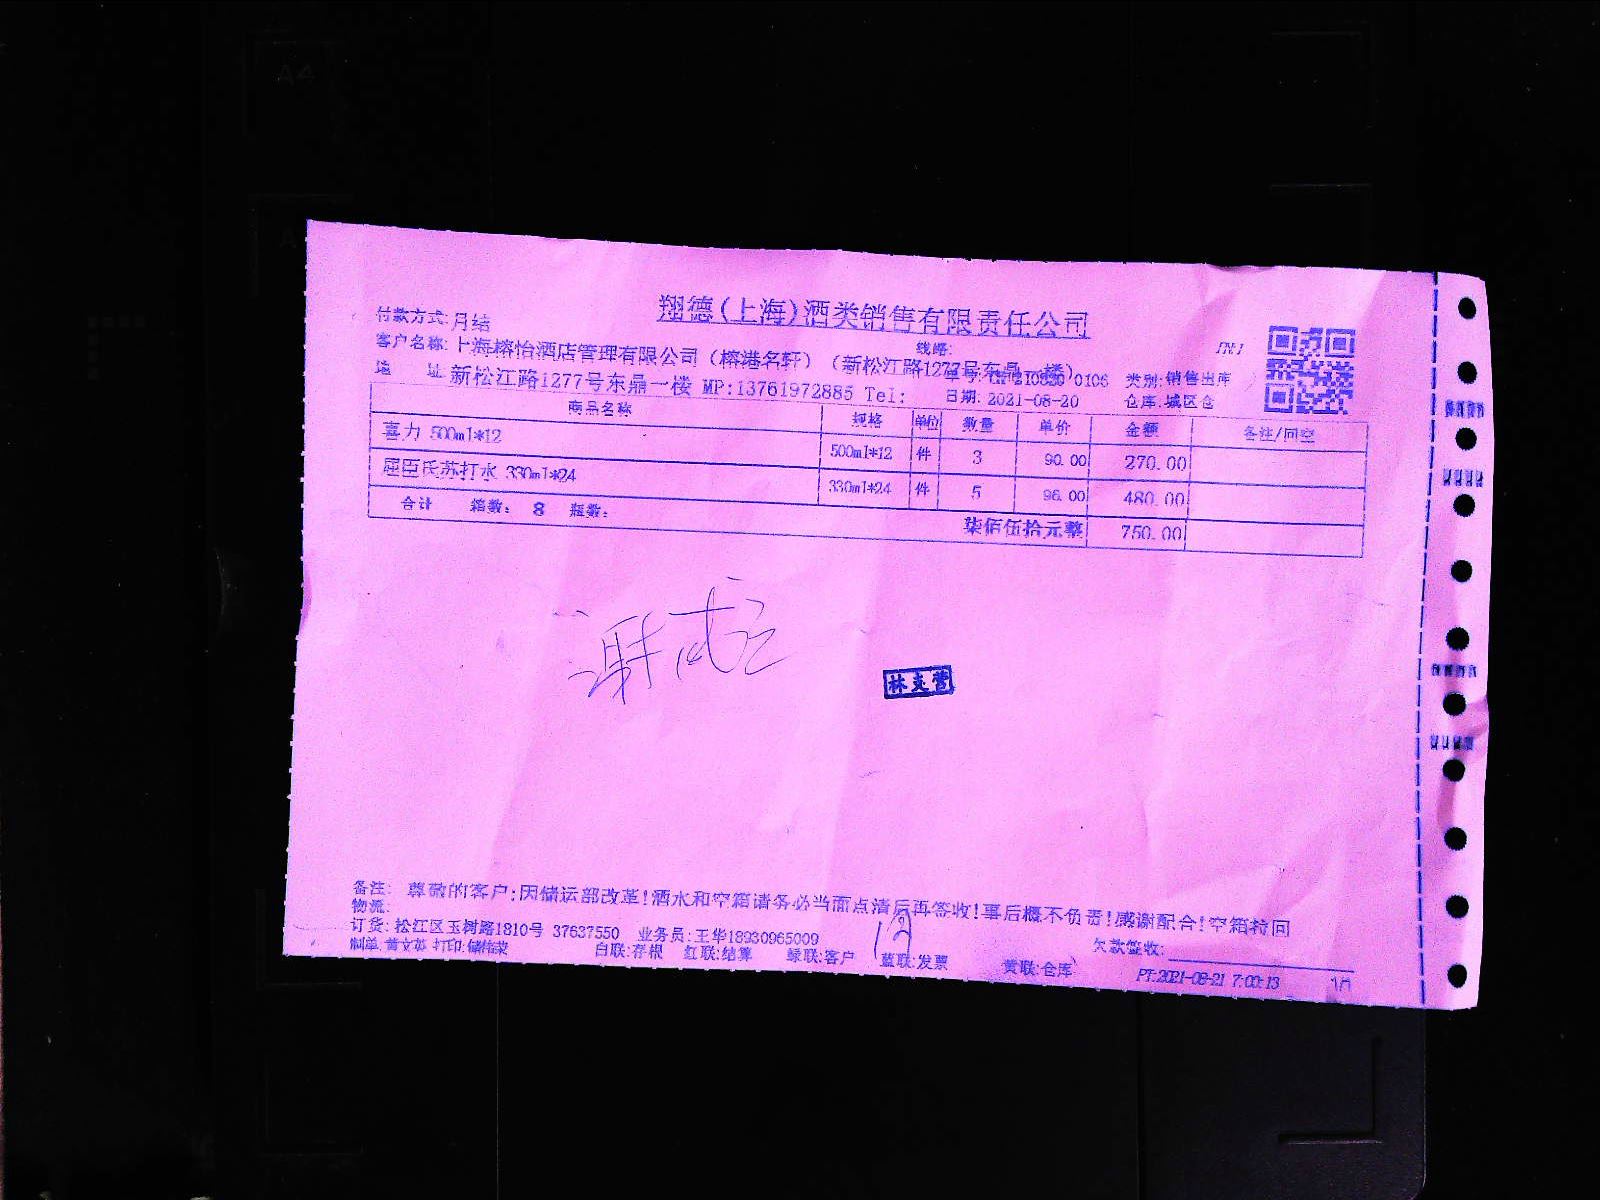 翔德(上海)酒类销售有限责任公司
付款方式:月结
线路:
客户名称:上海榕怡酒店管理有限公司（榕港名轩）（新松江路1277号东鼎一楼）
类别:销售出库
地 址:新松江路1277号东鼎一楼 MP:13761972885 Tel:
日期:2021-08-20 仓库:城区仓
商品名称 规格 单位 数量 单价 金额 备注/回空
喜力 500ml*12 500ml*12 件 3 90.00 270.00
屈臣氏苏打水 330ml*24 330ml*24 件 5 96.00 480.00
合计 箱数: 8 瓶数: 柒佰伍拾元整 750.00
备注: 尊敬的客户:因储运部改革!酒水和空箱请务必当面点清后再签收!事后概不负责!感谢配合!空箱拉回
物流:
订货:松江区玉树路1810号 37637550 业务员:王华18930965009
欠款签收:
制单:黄文英 打印: 白联:存根 红联:结算 绿联:客户 蓝联:发票 黄联:仓库 PT:2021-08-21 7:00:13 1/1